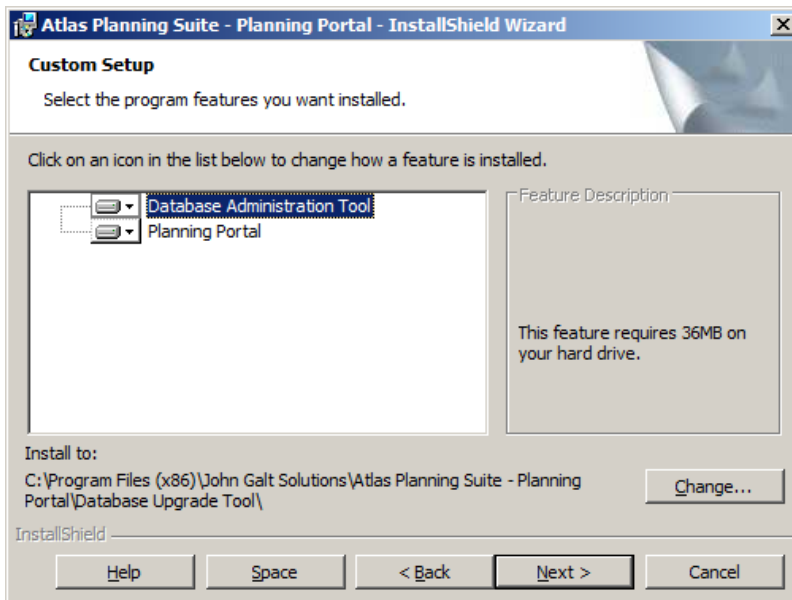 Atlas Planning Suite - Planning Portal - InstallShield Wizard
Custom Setup
Select the program features you want installed.
Click on an icon in the list below to change how a feature is installed.
Database Administration Tool
Planning Portal
Feature Description
This feature requires 36MB on
your hard drive.
Install to:
C:\Program Files (x86)\John Galt Solutions\Atlas Planning Suite - Planning
Portal\Database Upgrade Tool\
Change...
InstallShield
Help
Space
< Back
Next >
Cancel